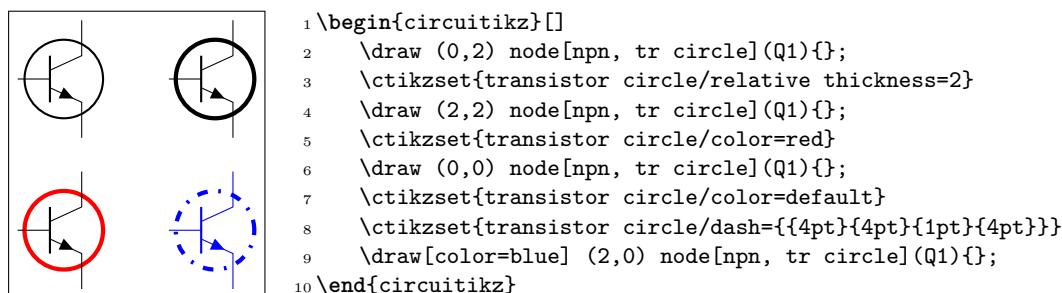 1 \begin{circuitikz}[]
2 \draw (0,2) node[npn, tr circle](Q1){};
3 \ctikzset{transistor circle/relative thickness=2}
4 \draw (2,2) node[npn, tr circle](Q1){};
5 \ctikzset{transistor circle/color=red}
6 \draw (0,0) node[npn, tr circle](Q1){};
7 \ctikzset{transistor circle/color=default}
8 \ctikzset{transistor circle/dash={{4pt}{4pt}{1pt}{4pt}}}
9 \draw[color=blue] (2,0) node[npn, tr circle](Q1){};
10 \end{circuitikz}